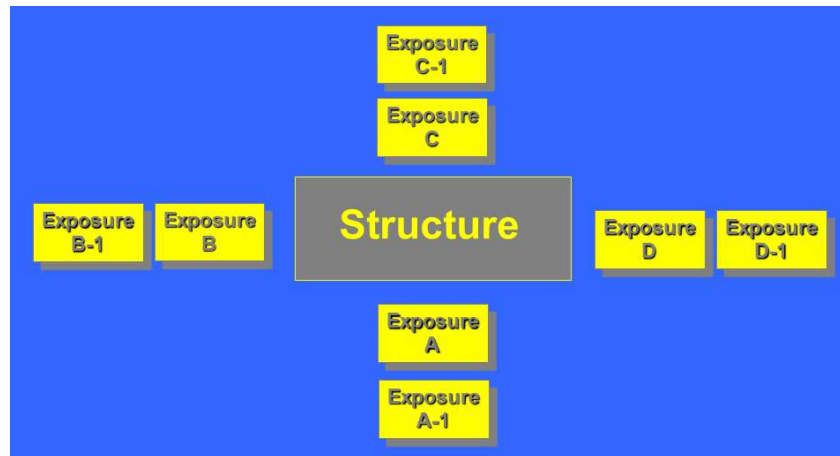 Exposure
C-1
Exposure
C
Structure
Exposure
B-1
Exposure
B
Exposure
D
Exposure
D-1
Exposure
A
Exposure
A-1